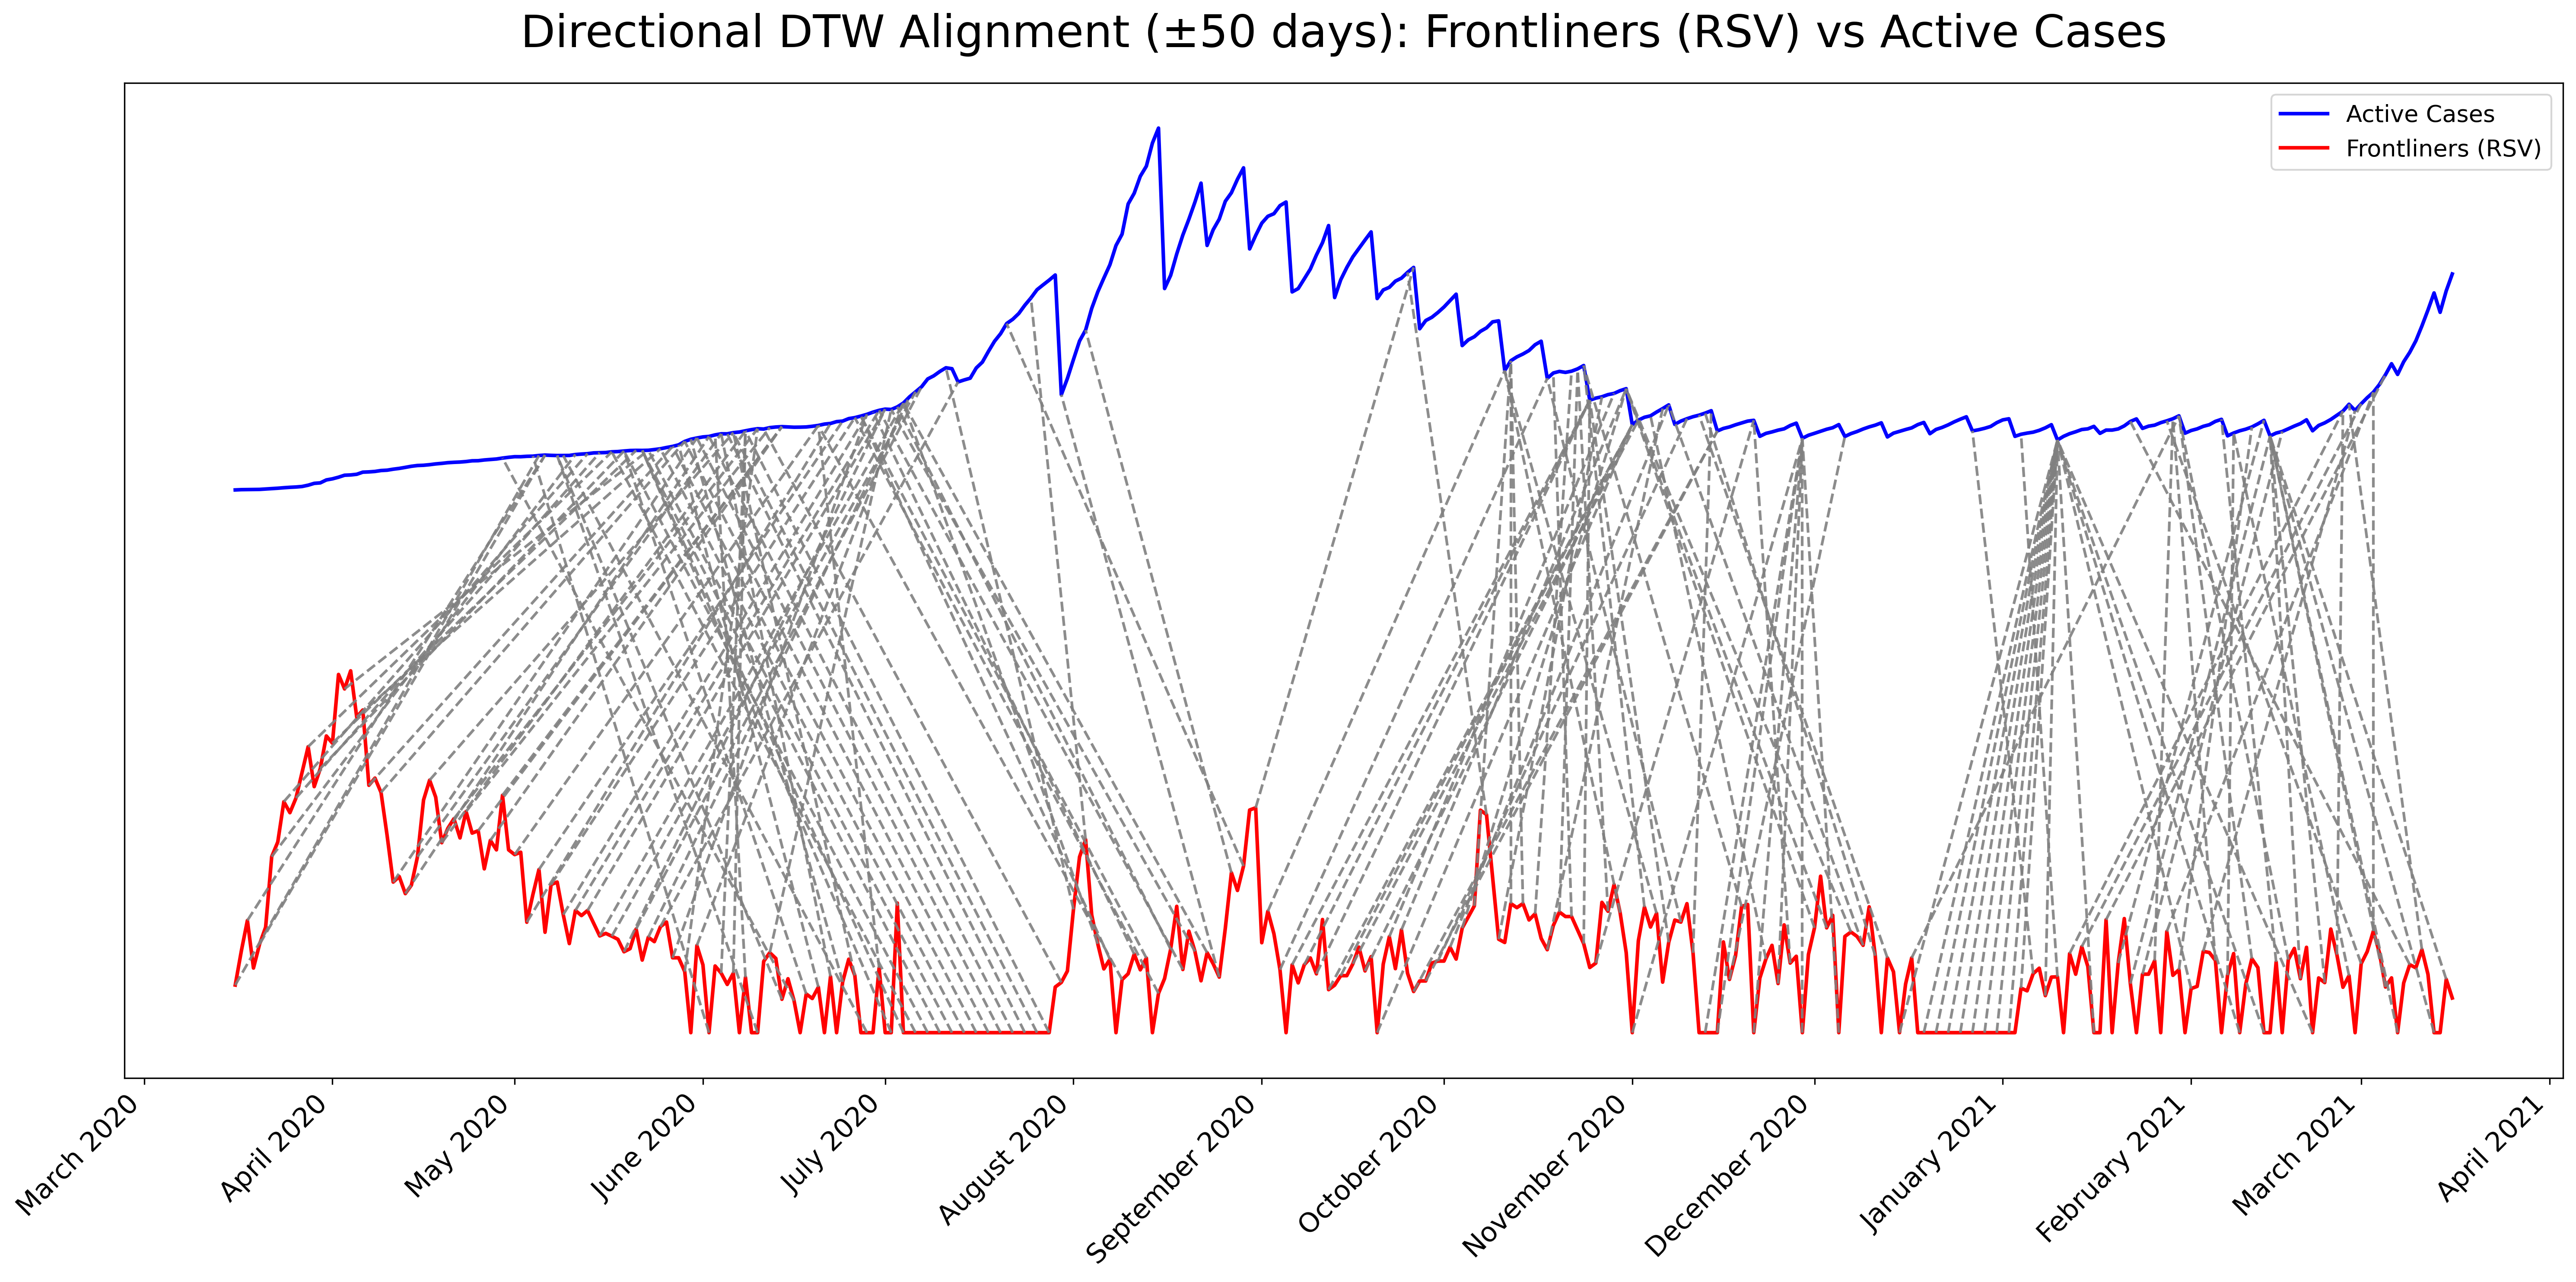 Directional DTW Alignment (±50 days): Frontliners (RSV) vs Active Cases
Active Cases
Frontliners (RSV)
March 2020
April 2020
May 2020
June 2020
July 2020
August 2020
September 2020
October 2020
November 2020
December 2020
January 2021
February 2021
March 2021
April 2021